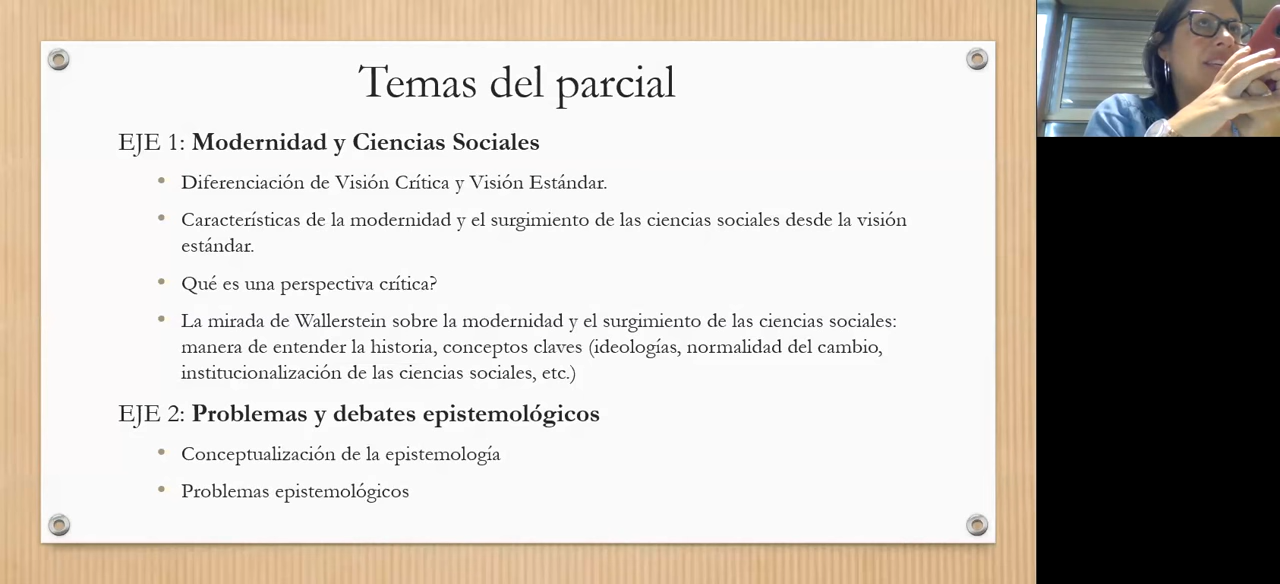 Temas del parcial
EJE 1: Modernidad y Ciencias Sociales
Diferenciación de Visión Crítica y Visión Estándar.
Características de la modernidad y el surgimiento de las ciencias sociales desde la visión
estándar.
Qué es una perspectiva crítica?
La mirada de Wallerstein sobre la modernidad y el surgimiento de las ciencias sociales:
manera de entender la historia, conceptos claves (ideologías, normalidad del cambio,
institucionalización de las ciencias sociales, etc.)
EJE 2: Problemas y debates epistemológicos
Conceptualización de la epistemología
Problemas epistemológicos